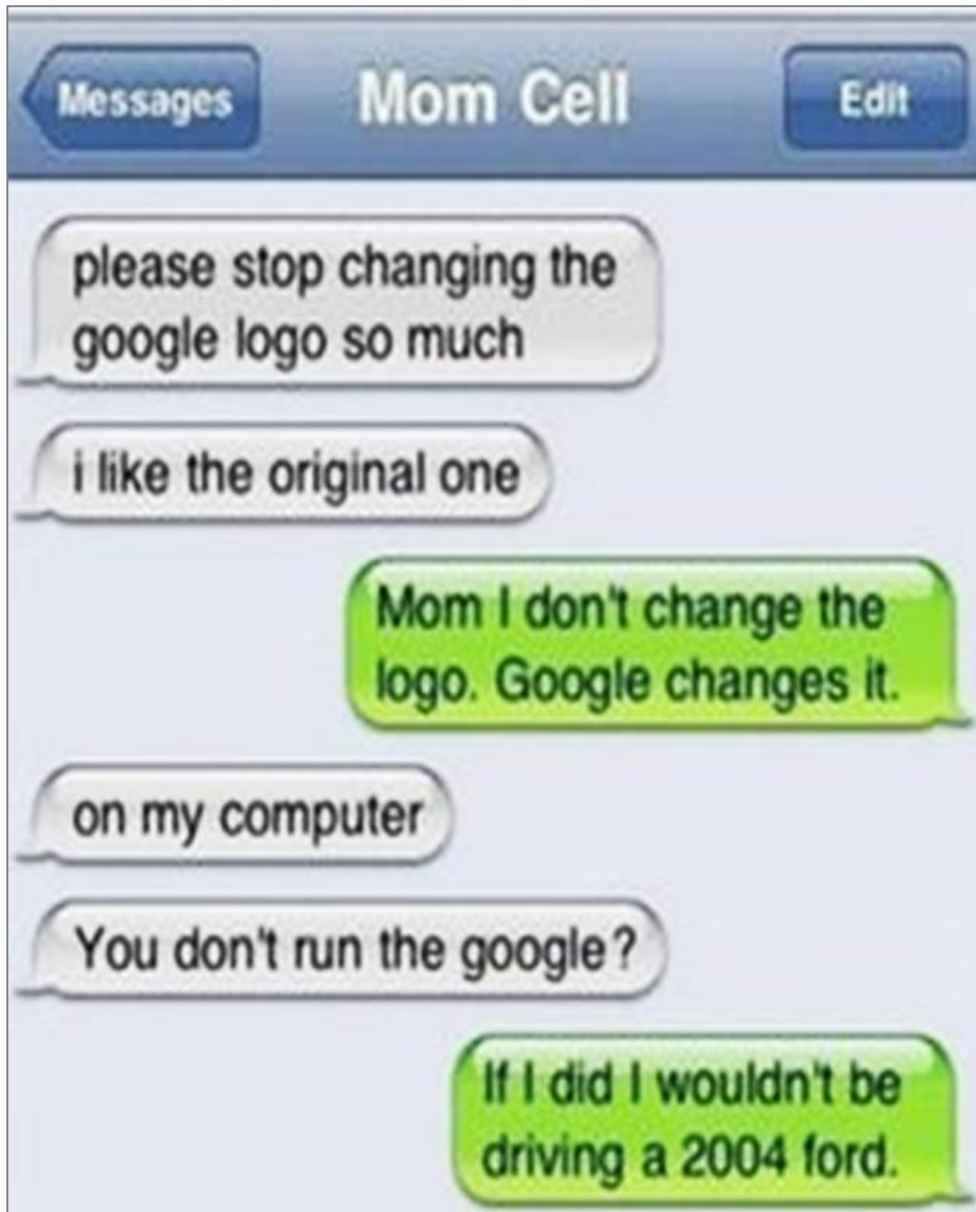 Messages Mom Cell Edit
please stop changing the
google logo so much
i like the original one
Mom I don't change the
logo. Google changes it.
on my computer
You don't run the google?
If I did I wouldn't be
driving a 2004 ford.